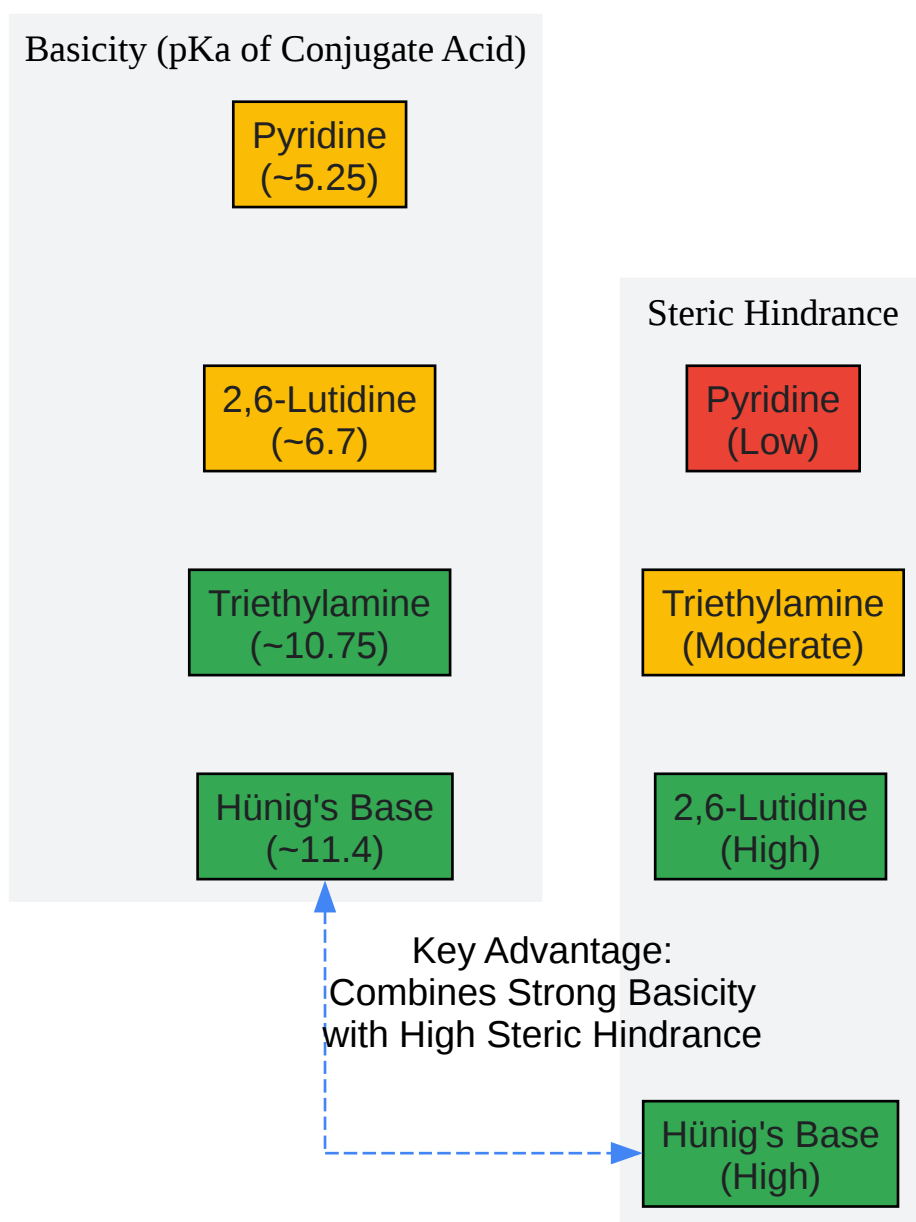 Basicity (pKa of Conjugate Acid)
Pyridine
(~5.25)
2,6-Lutidine
(~6.7)
Triethylamine
(~10.75)
Hünig's Base
(~11.4)
Steric Hindrance
Pyridine
(Low)
Triethylamine
(Moderate)
2,6-Lutidine
(High)
Key Advantage:
Combines Strong Basicity
with High Steric Hindrance
Hünig's Base
(High)